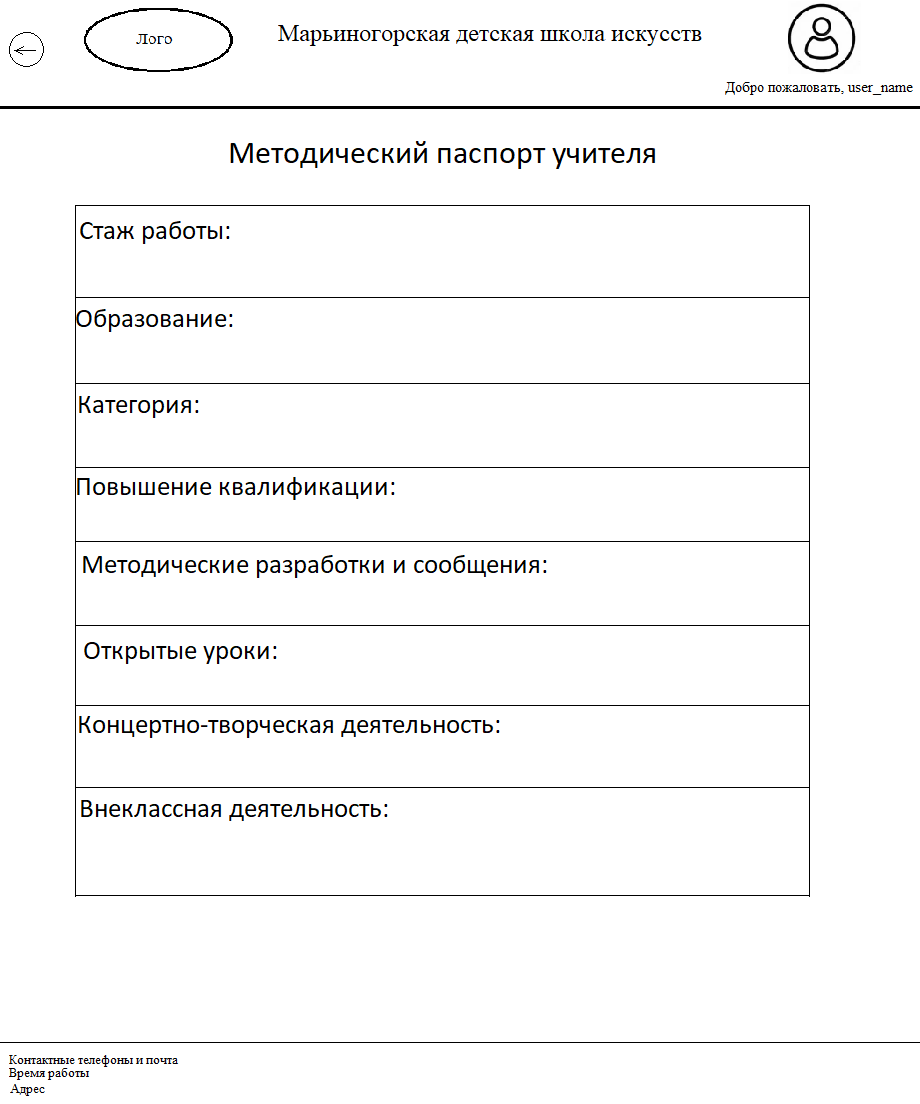 Лого
Марьиногорская детская школа искусств
Добро пожаловать, user_name
Методический паспорт учителя
Стаж работы:
Образование:
Категория:
Повышение квалификации:
Методические разработки и сообщения:
Открытые уроки:
Концертно-творческая деятельность:
Внеклассная деятельность:
Контактные телефоны и почта
Время работы
Адрес